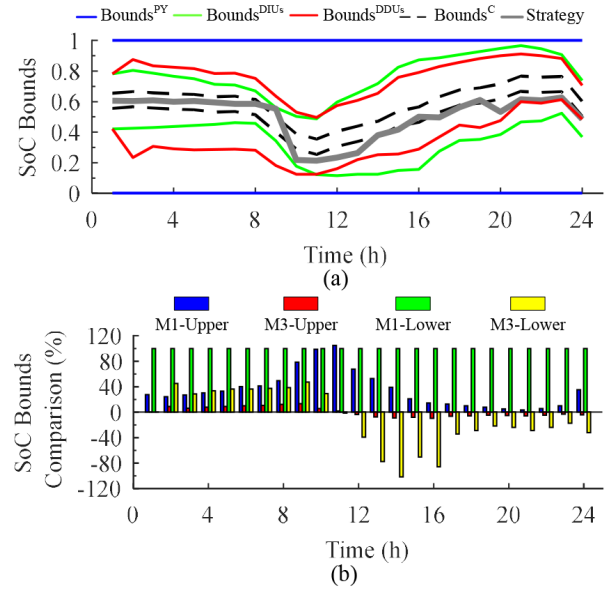 Bounds^PY Bounds^DIUs Bounds^DDUs Bounds^C Strategy
SoC Bounds
1
0.8
0.6
0.4
0.2
0
0 4 8 12 16 20 24
Time (h)
(a)
M1-Upper M3-Upper M1-Lower M3-Lower
SoC Bounds
Comparison (%)
120
80
40
0
-40
-80
-120
0 4 8 12 16 20 24
Time (h)
(b)